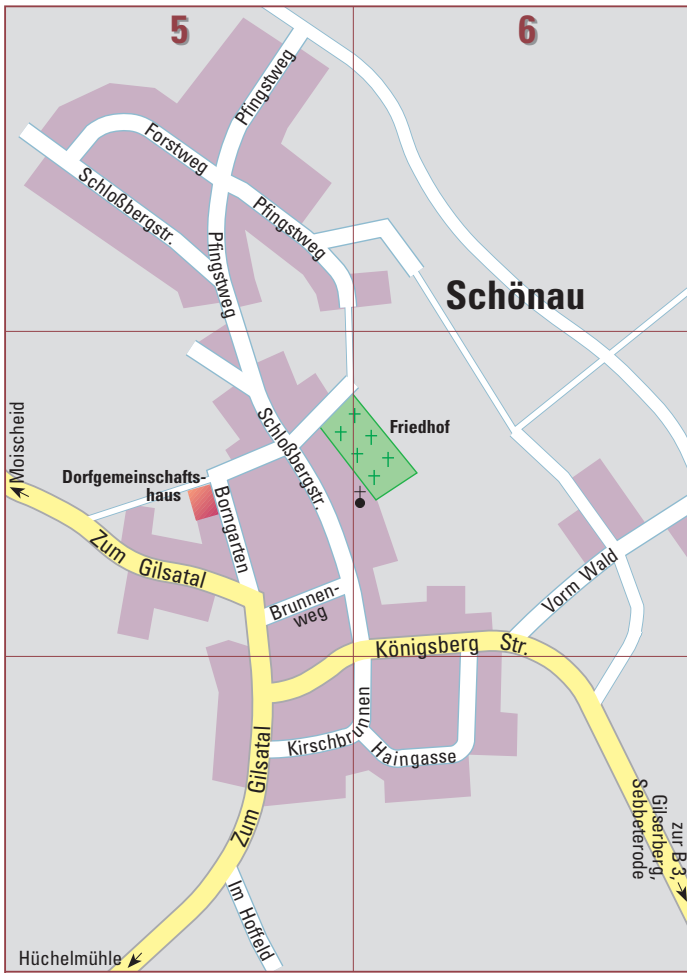 5
6
Pfingstweg
Forstweg
Schloßbergstr.
Pfingstweg
Pfingstweg
Schönau
Moischeid
Schloßbergstr.
Friedhof
Dorfgemeinschafts-
haus
Borngarten
Zum Gilsatal
Brunnen-
weg
Vorm Wald
Königsberg Str.
Kirschbrunnen
Haingasse
Zum Gilsatal
zur B 3,
Gilserberg,
Sebbeterode
Im Hoffeld
Hüchelmühle